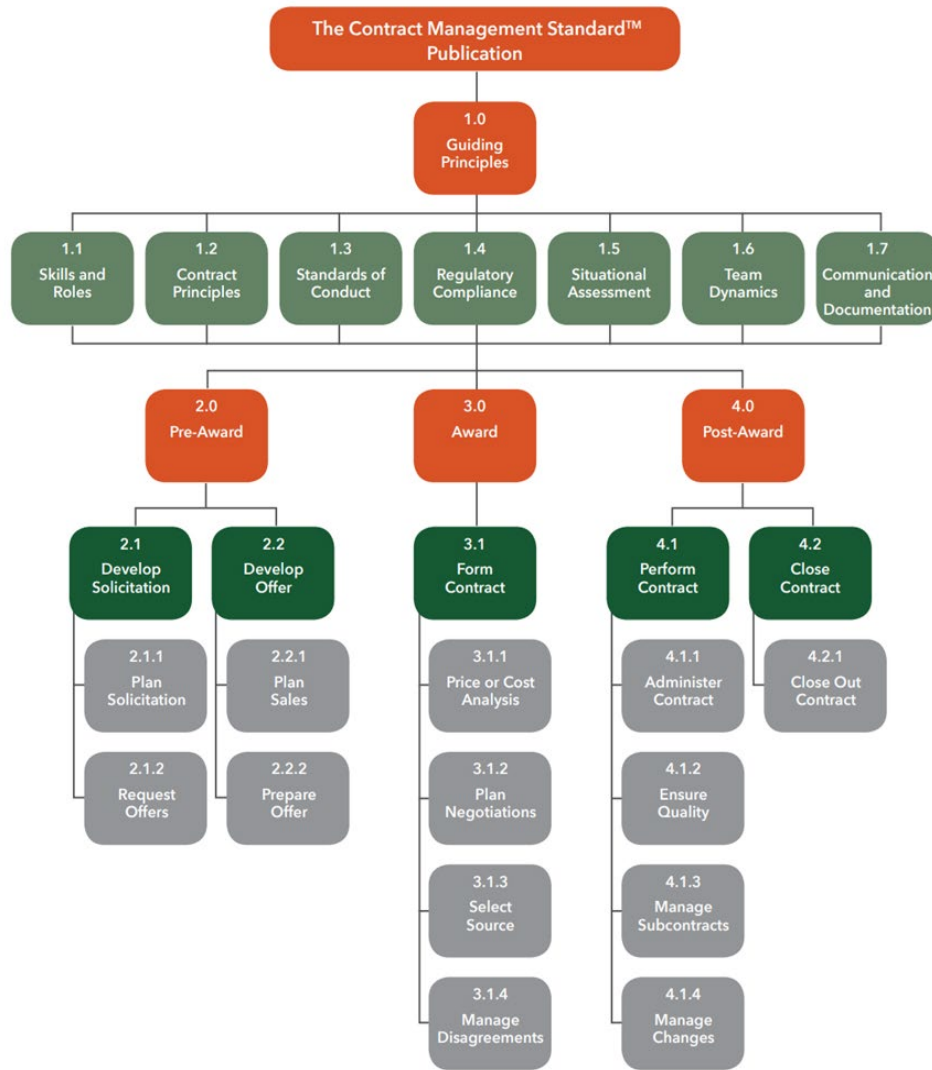 The Contract Management Standard™
Publication
1.0
Guiding
Principles
1.1
Skills and
Roles
1.2
Contract
Principles
1.3
Standards of
Conduct
1.4
Regulatory
Compliance
1.5
Situational
Assessment
1.6
Team
Dynamics
1.7
Communication
and
Documentation
2.0
Pre-Award
3.0
Award
4.0
Post-Award
2.1
Develop
Solicitation
2.2
Develop
Offer
3.1
Form
Contract
4.1
Perform
Contract
4.2
Close
Contract
2.1.1
Plan
Solicitation
2.2.1
Plan
Sales
3.1.1
Price or Cost
Analysis
4.1.1
Administer
Contract
4.2.1
Close Out
Contract
2.1.2
Request
Offers
2.2.2
Prepare
Offer
3.1.2
Plan
Negotiations
4.1.2
Ensure
Quality
3.1.3
Select
Source
4.1.3
Manage
Subcontracts
3.1.4
Manage
Disagreements
4.1.4
Manage
Changes